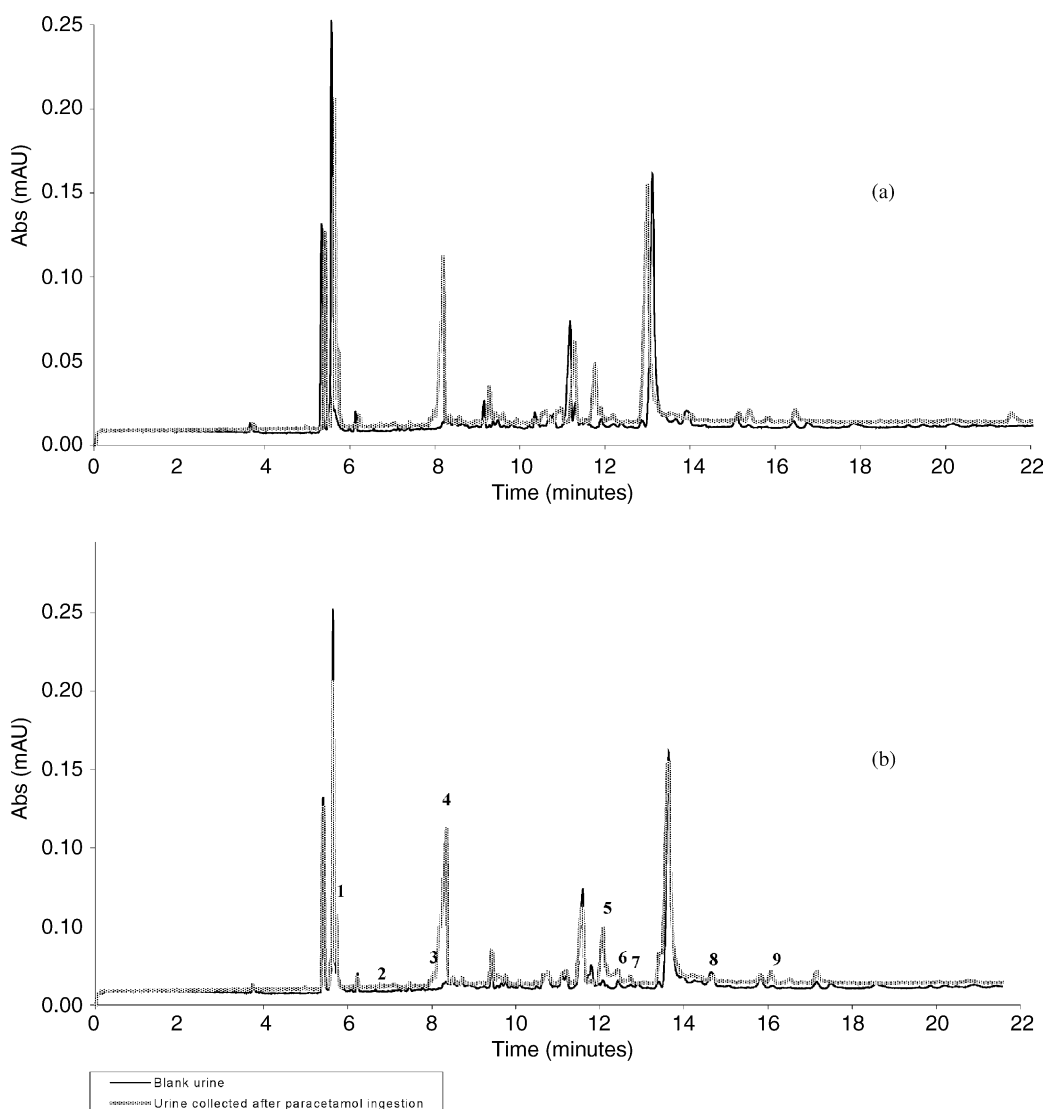 0.25
0.20
(a)
0.15
Abs (mAU)
0.10
0.05
0.00
0 2 4 6 8 10 12 14 16 18 20 22
Time (minutes)
0.25
0.20
(b)
Abs (mAU)
0.15
4
0.10
1
0.10
5
3 6 7 8 9
2
0.00
0 2 4 6 8 10 12 14 16 18 20 22
Time (minutes)
Blank urine
Urine collected after paracetamol ingestion